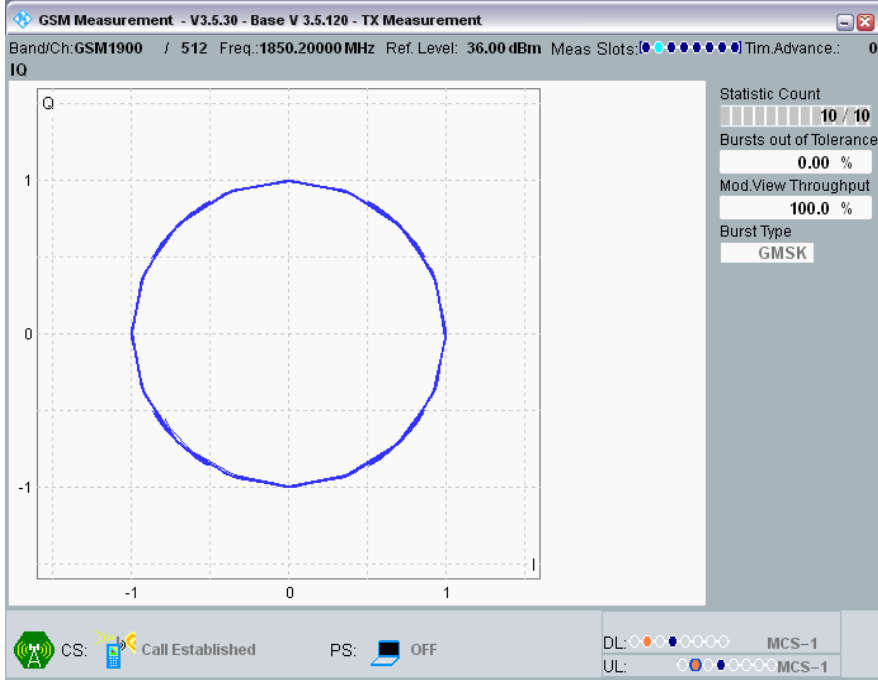 GSM Measurement - V3.5.30 - Base V 3.5.120 - TX Measurement
Band/Ch:GSM1900 / 512 Freq.:1850.20000 MHz Ref. Level: 36.00 dBm Meas Slots: Tim.Advance.: 0
IQ
Q
1
0
-1
I
-1 0 1
Statistic Count
10 / 10
Bursts out of Tolerance
0.00 %
Mod.View Throughput
100.0 %
Burst Type
GMSK
CS: Call Established PS: OFF
DL: MCS-1
UL: MCS-1